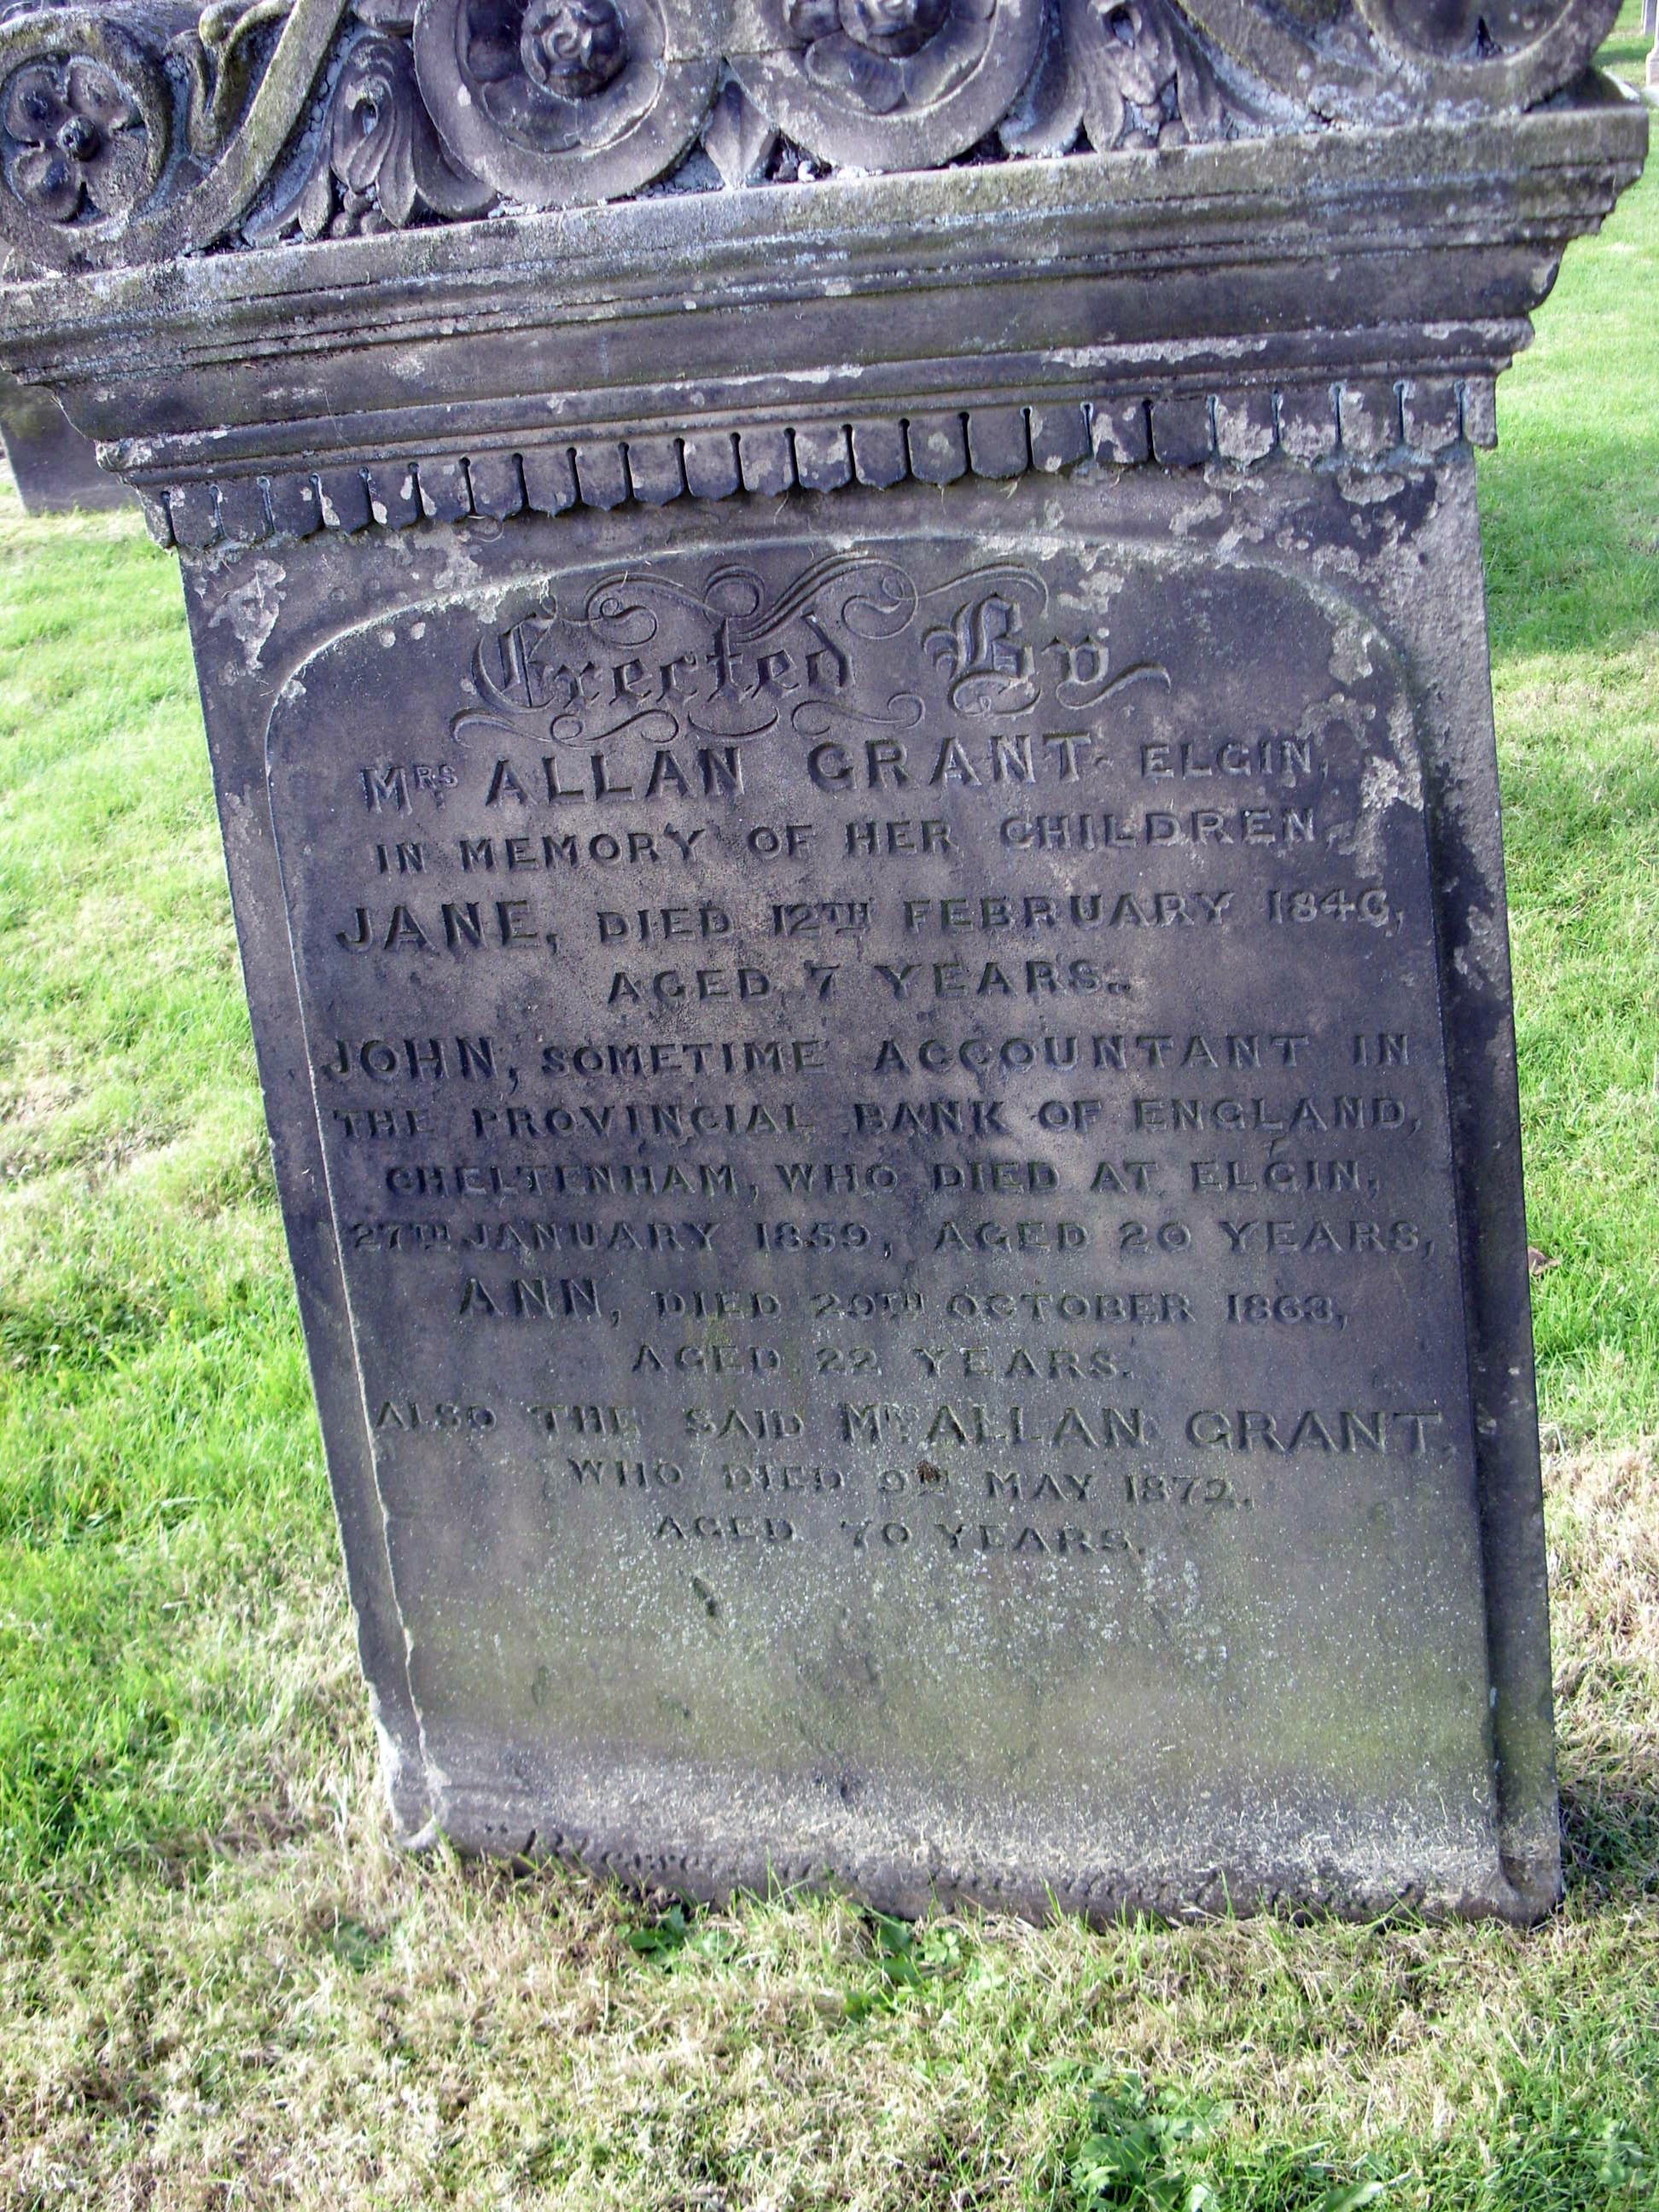 Erected By
MRS ALLAN GRANT ELGIN,
IN MEMORY OF HER CHILDREN,
JANE, DIED 12TH FEBRUARY 1846,
AGED 7 YEARS.
JOHN, SOMETIME ACCOUNTANT IN
THE PROVINCIAL BANK OF ENGLAND,
CHELTENHAM, WHO DIED AT ELGIN,
27TH JANUARY 1859, AGED 20 YEARS,
ANN, DIED 29TH OCTOBER 1863,
AGED 22 YEARS.
ALSO THE SAID MRS ALLAN GRANT
WHO DIED 9TH MAY 1872,
AGED 70 YEARS.